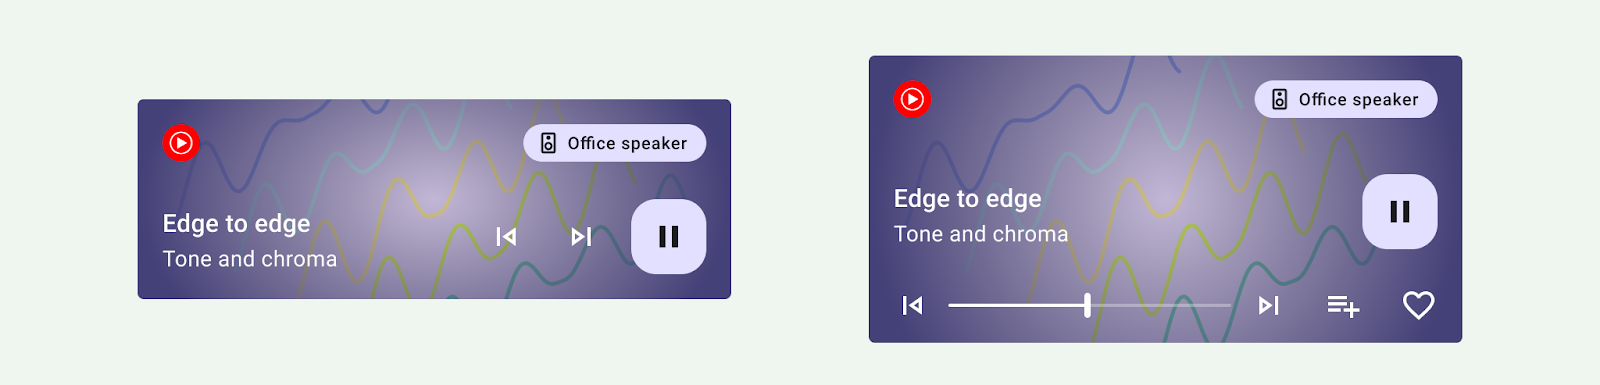 Office speaker
Edge to edge
Tone and chroma
Office speaker
Edge to edge
Tone and chroma